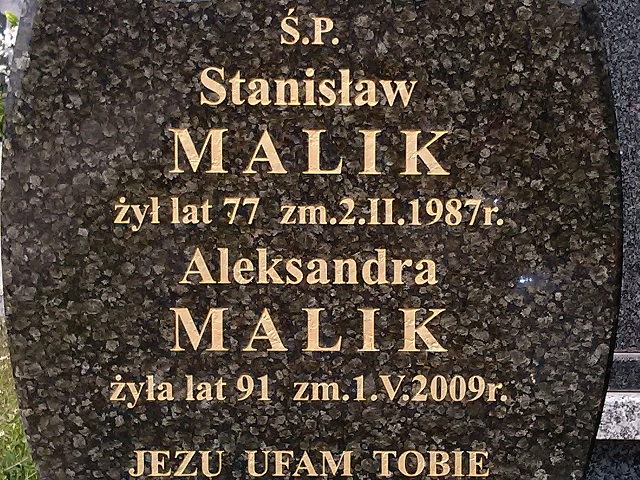 Ś.P.
Stanisław
MALIK
żył lat 77 zm.2.II.1987r.
Aleksandra
MALIK
żyła lat 91 zm.1.V.2009r.
JEZU UFAM TOBIE